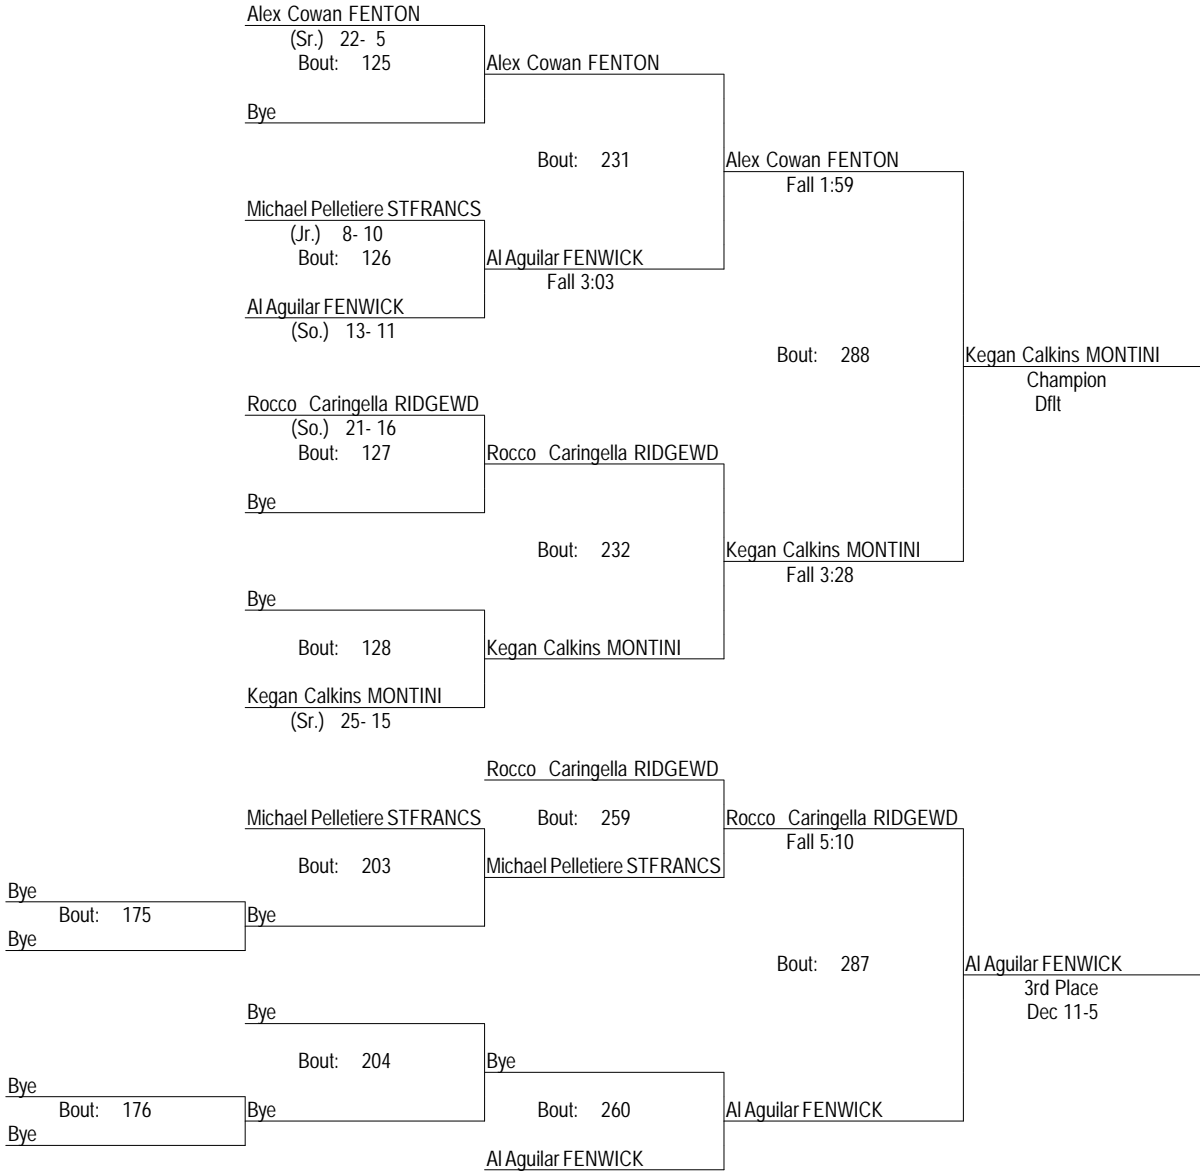 Alex Cowan FENTON
(Sr.) 22- 5
Bout: 125
Alex Cowan FENTON
Bye
Bout: 231
Alex Cowan FENTON
Fall 1:59
Michael Pelletiere STFRANCS
(Jr.) 8- 10
Bout: 126
Al Aguilar FENWICK
Fall 3:03
Al Aguilar FENWICK
(So.) 13- 11
Bout: 288
Kegan Calkins MONTINI
Champion
Dflt
Rocco Caringella RIDGEWD
(So.) 21- 16
Bout: 127
Rocco Caringella RIDGEWD
Bye
Bout: 232
Kegan Calkins MONTINI
Fall 3:28
Bye
Bout: 128
Kegan Calkins MONTINI
Kegan Calkins MONTINI
(Sr.) 25- 15
Rocco Caringella RIDGEWD
Michael Pelletiere STFRANCS
Bout: 259
Rocco Caringella RIDGEWD
Fall 5:10
Bout: 203
Michael Pelletiere STFRANCS
Bye
Bout: 175
Bye
Bye
Bout: 287
Al Aguilar FENWICK
3rd Place
Dec 11-5
Bye
Bout: 204
Bye
Bye
Bout: 176
Bye
Bout: 260
Al Aguilar FENWICK
Bye
Al Aguilar FENWICK